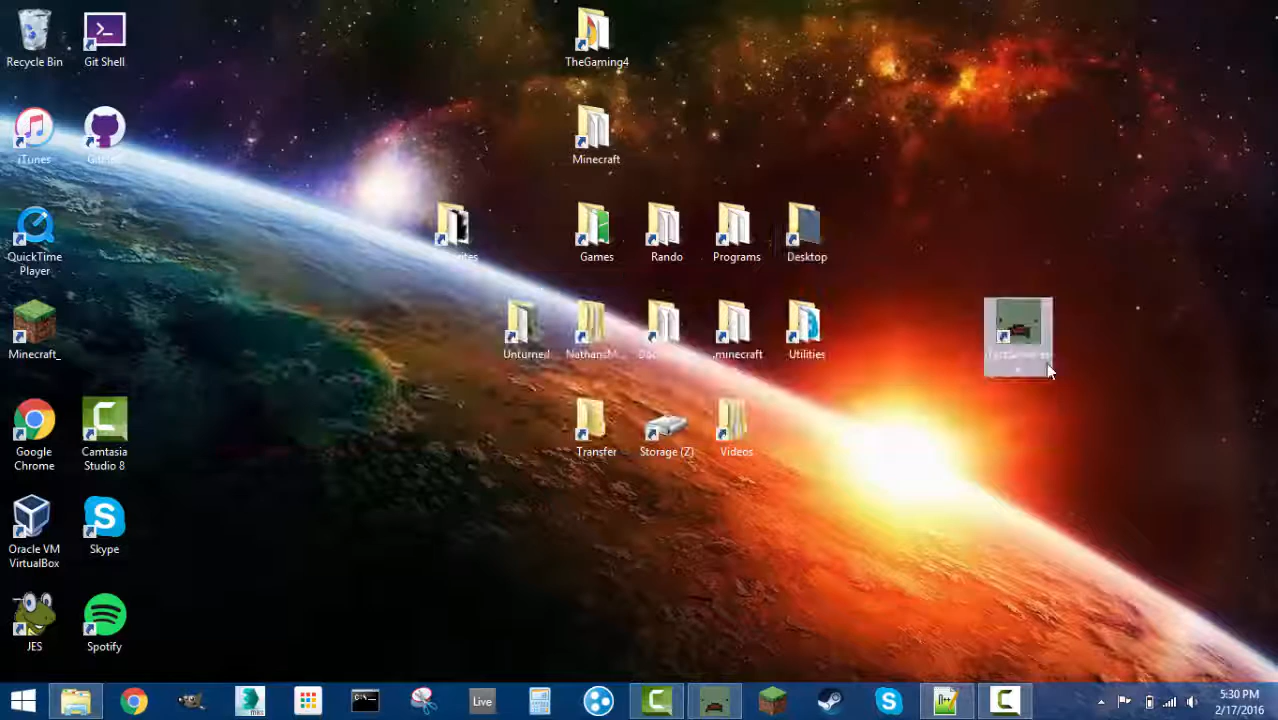 Recycle Bin
Git Shell
TheGaming4
iTunes
Minecraft
QuickTime
Player
Games
Rando
Programs
Desktop
Minecraft_
Unturned
.minecraft
Utilities
Google
Chrome
Camtasia
Studio 8
Transfer
Storage (Z)
Videos
Oracle VM
VirtualBox
Skype
JES
Spotify
Live
5:30 PM
2/17/2016